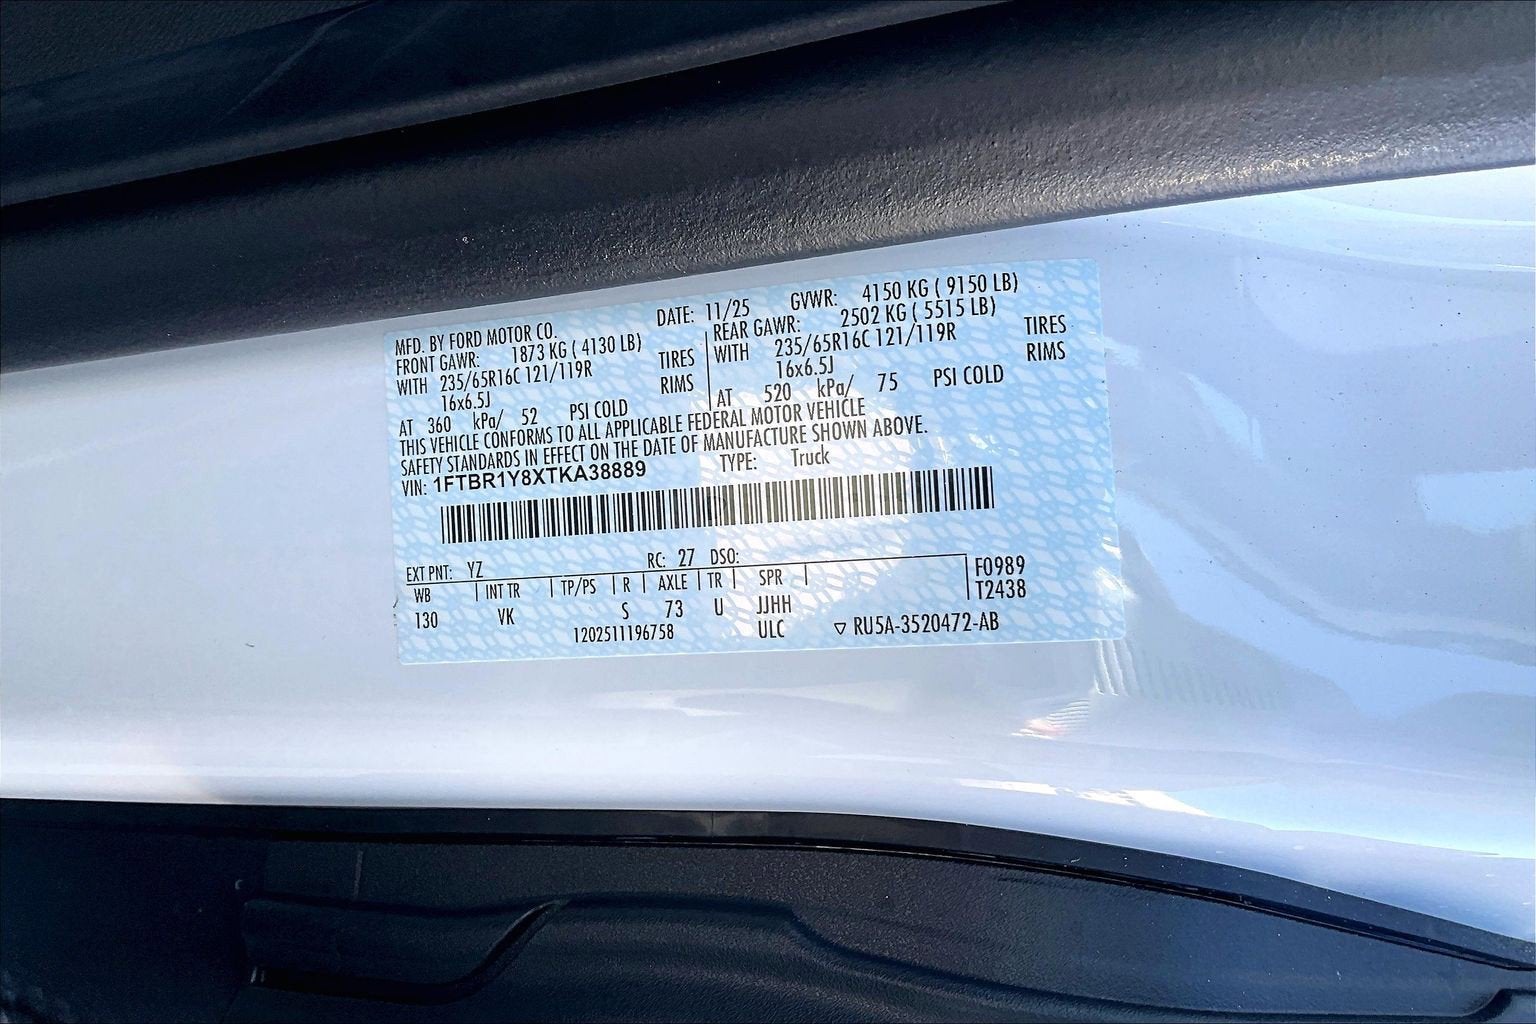 MFD. BY FORD MOTOR CO. DATE: 11/25 GVWR: 4150 KG ( 9150 LB)
FRONT GAWR: 1873 KG ( 4130 LB)
WITH 235/65R16C 121/119R TIRES
16x6.5J RIMS
AT 360 kPa/ 52 PSI COLD
REAR GAWR: 2502 KG ( 5515 LB)
WITH 235/65R16C 121/119R TIRES
16x6.5J RIMS
AT 520 kPa/ 75 PSI COLD
THIS VEHICLE CONFORMS TO ALL APPLICABLE FEDERAL MOTOR VEHICLE
SAFETY STANDARDS IN EFFECT ON THE DATE OF MANUFACTURE SHOWN ABOVE.
VIN: 1FTBR1Y8XTKA38889 TYPE: Truck
EXT PNT: YZ RC: 27 DSO:
WB INT TR TP/PS R AXLE TR SPR F0989
130 VK S 73 U JJHH T2438
1202511196758 ULC ▽ RU5A-3520472-AB